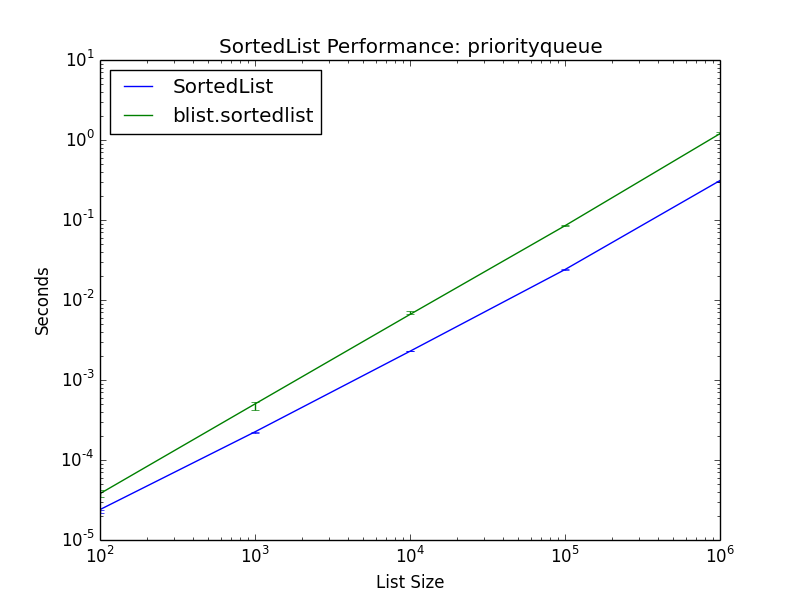 SortedList Performance: priorityqueue
SortedList
blist.sortedlist
10^1
10^0
10^-1
10^-2
10^-3
10^-4
10^-5
Seconds
10^2 10^3 10^4 10^5 10^6
List Size